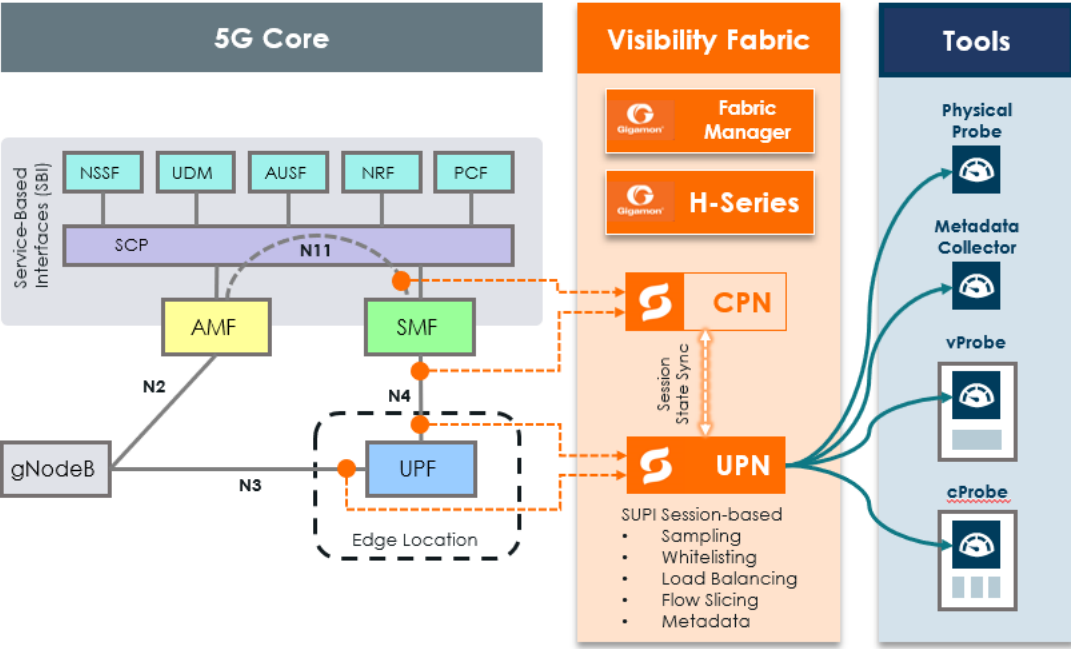 5G Core
Visibility Fabric
Tools
Service-Based
Interfaces (SBI)
NSSF
UDM
AUSF
NRF
PCF
SCP
N11
AMF
SMF
N2
N4
gNodeB
N3
UPF
Edge Location
Gigamon
Fabric
Manager
Gigamon
H-Series
CPN
Session
State Sync
UPN
SUPI Session-based
• Sampling
• Whitelisting
• Load Balancing
• Flow Slicing
• Metadata
Physical
Probe
Metadata
Collector
vProbe
cProbe